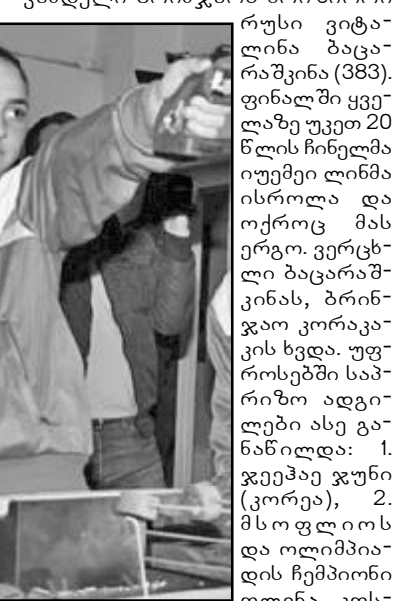 რუსი ვიტა-
ლინა ბაცა-
რაშკინა (383).
ფინალში ყვე-
ლაზე უკეთ 20
წლის ჩინელმა
იუემეი ლინმა
ისროლა და
ოქროც მას
ერგო. ვერცხ-
ლი ბაცარაშ-
კინას, ბრინ-
ჯაო კორაკა-
კის ხვდა. უფ-
როსებში საპ-
რიზო ადგი-
ლები ასე გა-
ნაწილდა: 1.
ჯეეჰაე ჯუნი
(კორეა), 2.
მსოფლიოს
და ოლიმპია-
დის ჩემპიონი